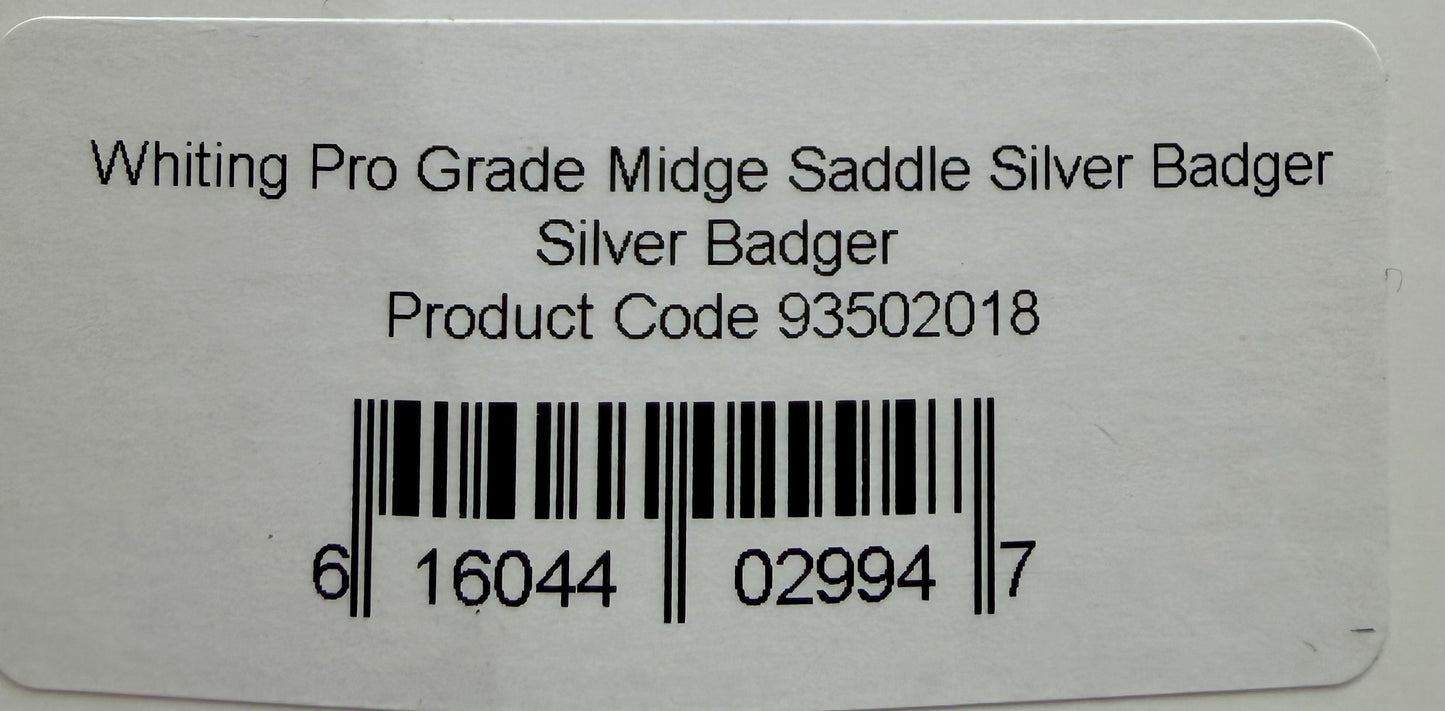 Whiting Pro Grade Midge Saddle Silver Badger
Silver Badger
Product Code 93502018
6 16044 02994 7